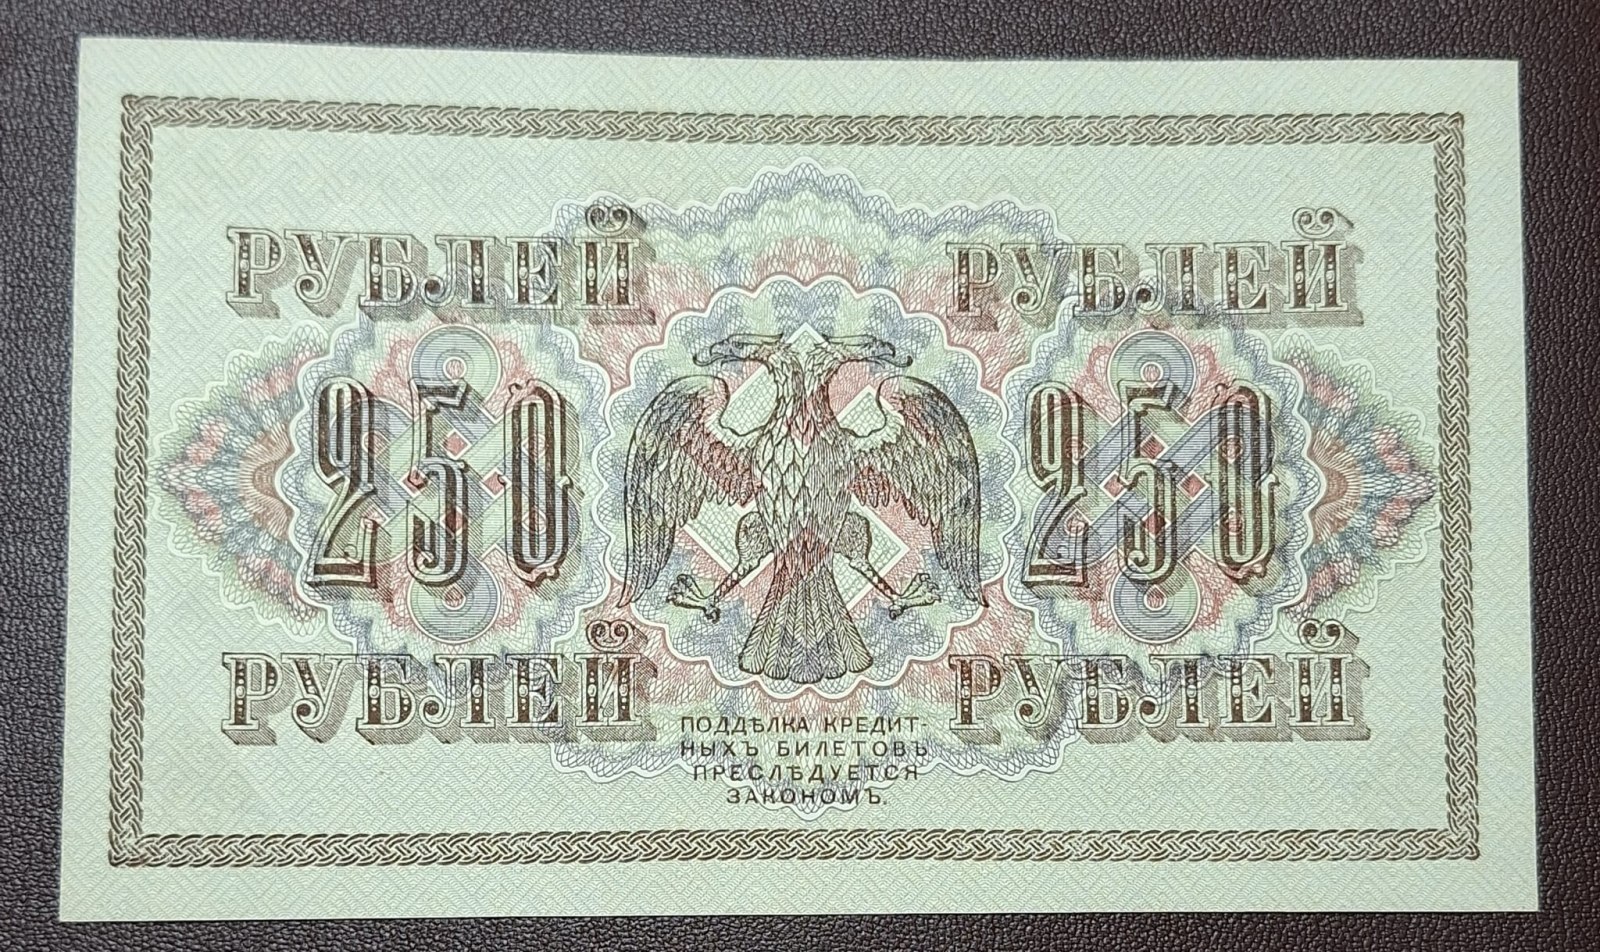 РУБЛЕЙ РУБЛЕЙ
250 250
РУБЛЕЙ РУБЛЕЙ
ПОДДѢЛКА КРЕДИТ-
НЫХЪ БИЛЕТОВЪ
ПРЕСЛѢДУЕТСЯ
ЗАКОНОМЪ.